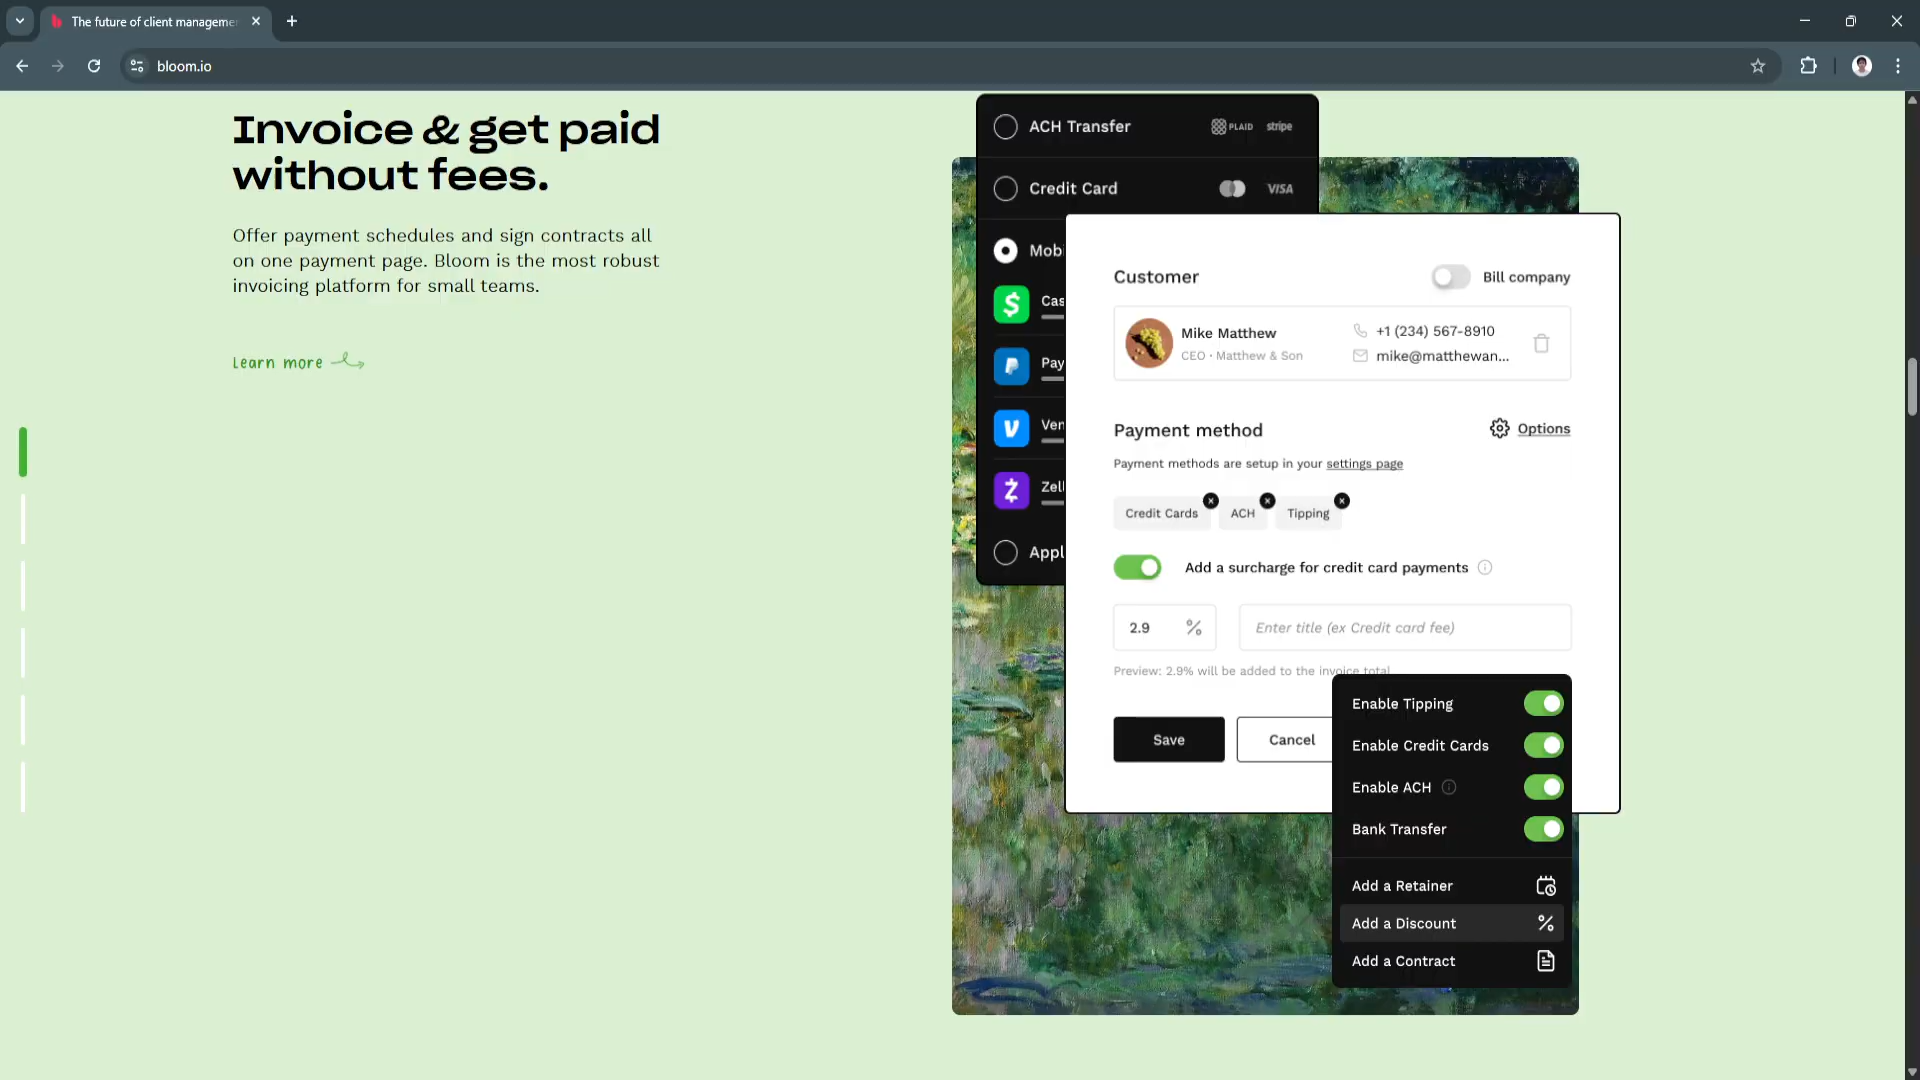 The future of client manageme
bloom.io
Invoice & get paid
without fees.
Offer payment schedules and sign contracts all
on one payment page. Bloom is the most robust
invoicing platform for small teams.
Learn more
ACH Transfer
PLAID
stripe
Credit Card
VISA
Mobi
Cas
Pay
Ven
Zell
Appl
Customer
Bill company
Mike Matthew
CEO · Matthew & Son
+1 (234) 567-8910
mike@matthewan...
Payment method
Options
Payment methods are setup in your settings page
Credit Cards
ACH
Tipping
Add a surcharge for credit card payments
2.9 %
Enter title (ex Credit card fee)
Preview: 2.9% will be added to the invoice total
Save
Cancel
Enable Tipping
Enable Credit Cards
Enable ACH
Bank Transfer
Add a Retainer
Add a Discount %
Add a Contract